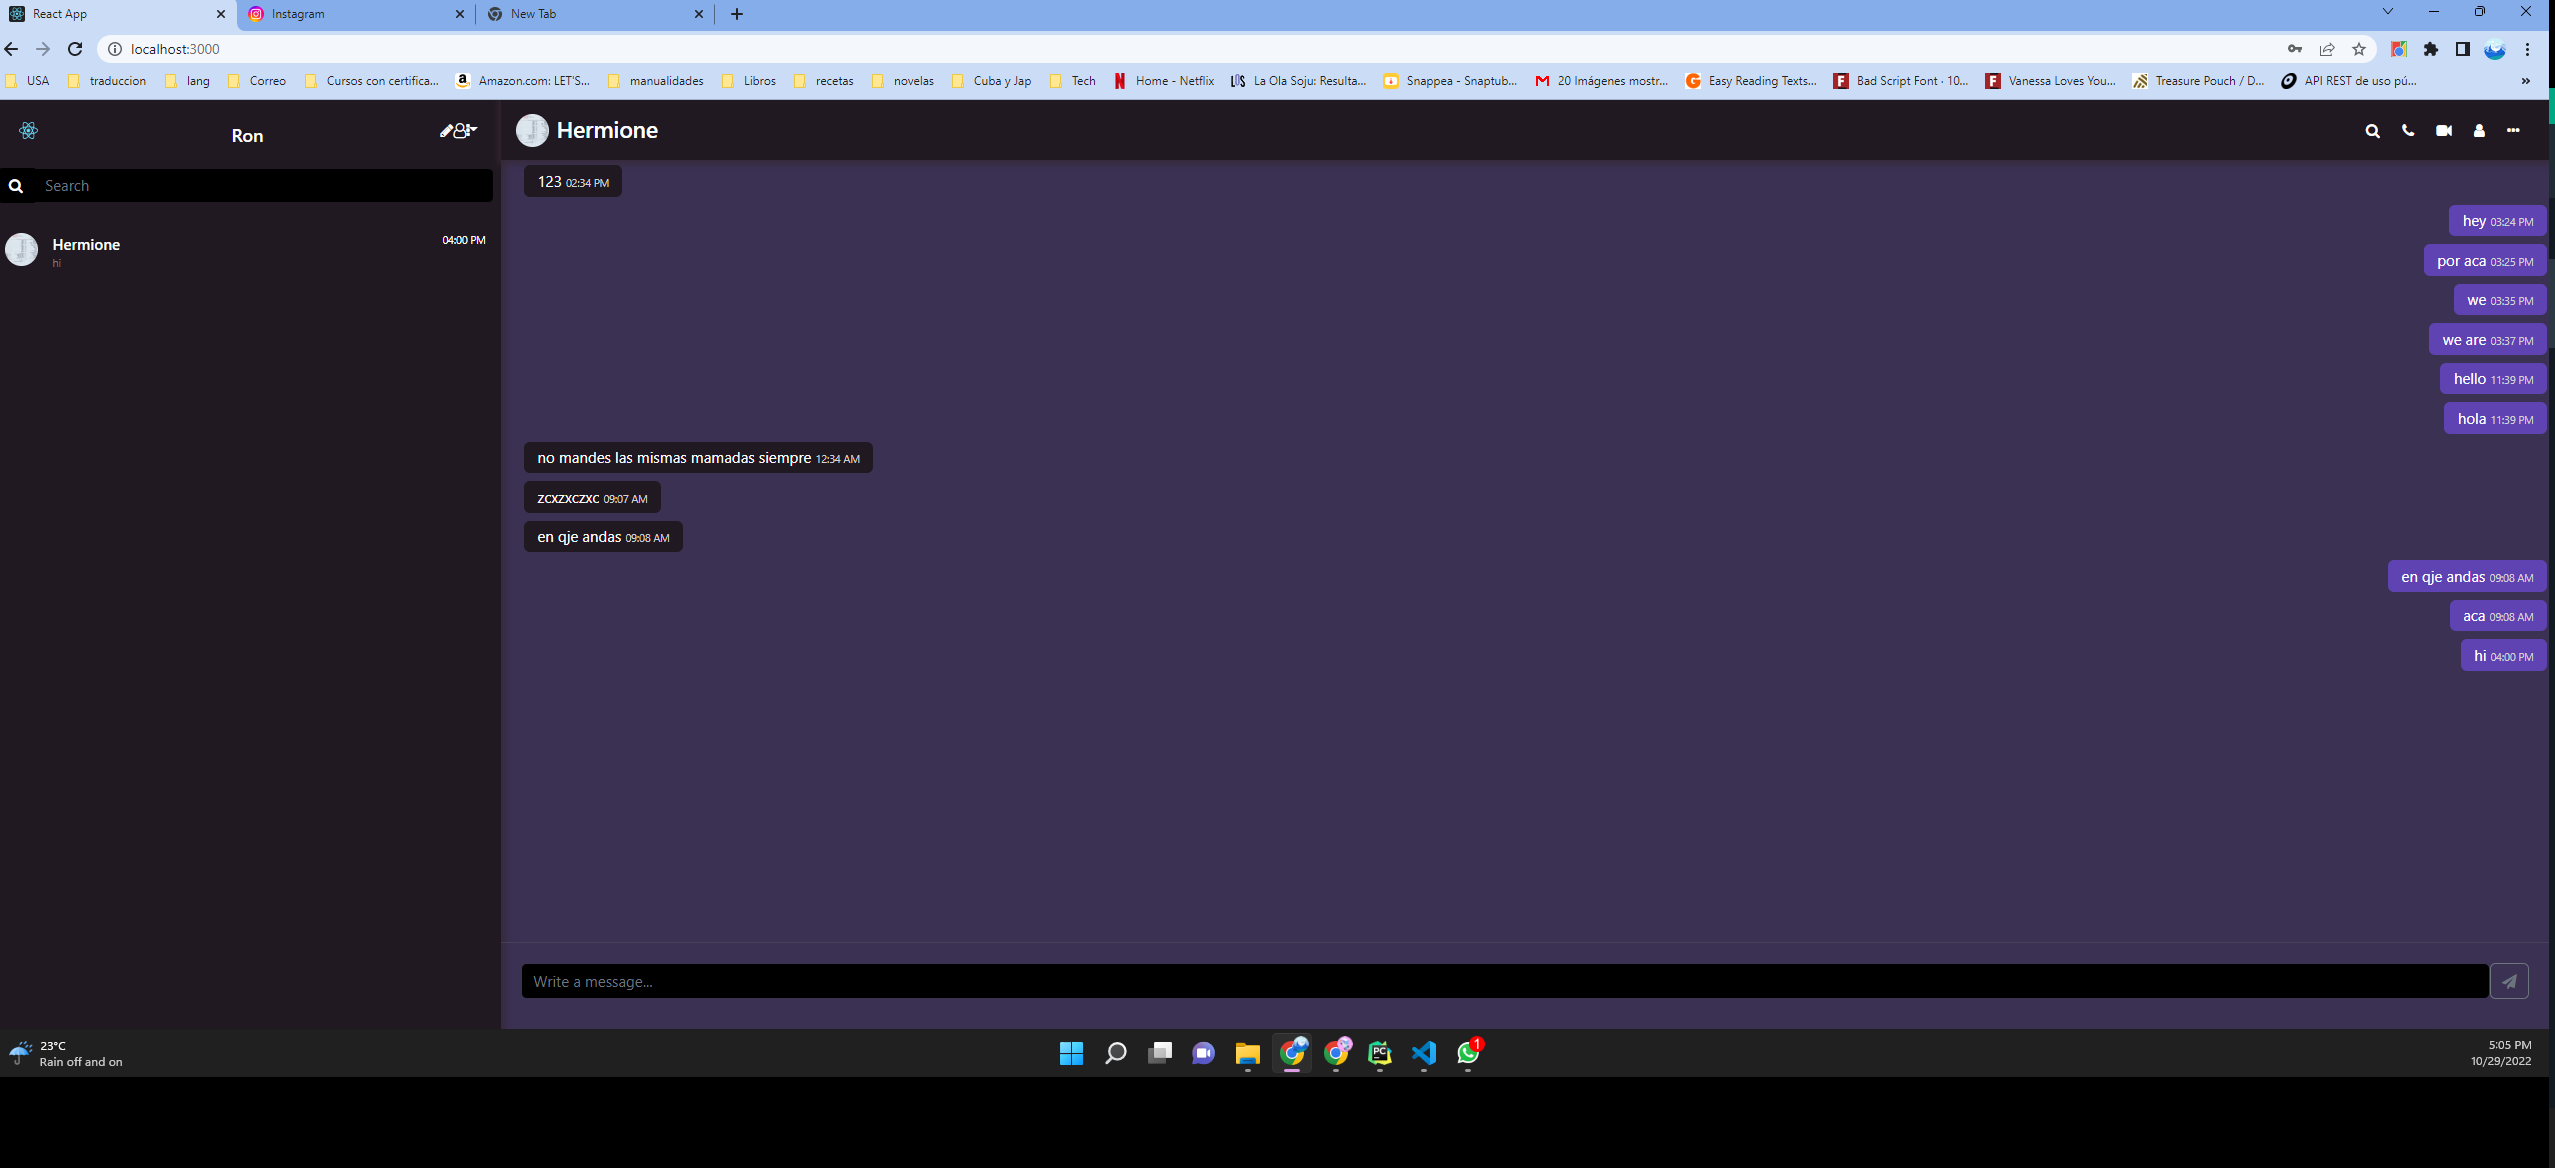 React App
Instagram
New Tab
localhost:3000
USA traduccion lang Correo Cursos con certifica... Amazon.com: LET'S... manualidades Libros recetas novelas Cuba y Jap Tech Home - Netflix La Ola Soju: Resulta... Snappea - Snaptub... 20 Imágenes mostr... Easy Reading Texts... Bad Script Font · 10... Vanessa Loves You... Treasure Pouch / D... API REST de uso pú... »
Ron
Search
Hermione 04:00 PM
hi
Hermione
123 02:34 PM
hey 03:24 PM
por aca 03:25 PM
we 03:35 PM
we are 03:37 PM
hello 11:39 PM
hola 11:39 PM
no mandes las mismas mamadas siempre 12:34 AM
zcxzxczxc 09:07 AM
en qje andas 09:08 AM
en qje andas 09:08 AM
aca 09:08 AM
hi 04:00 PM
Write a message...
23°C
Rain off and on
PC
1
5:05 PM
10/29/2022